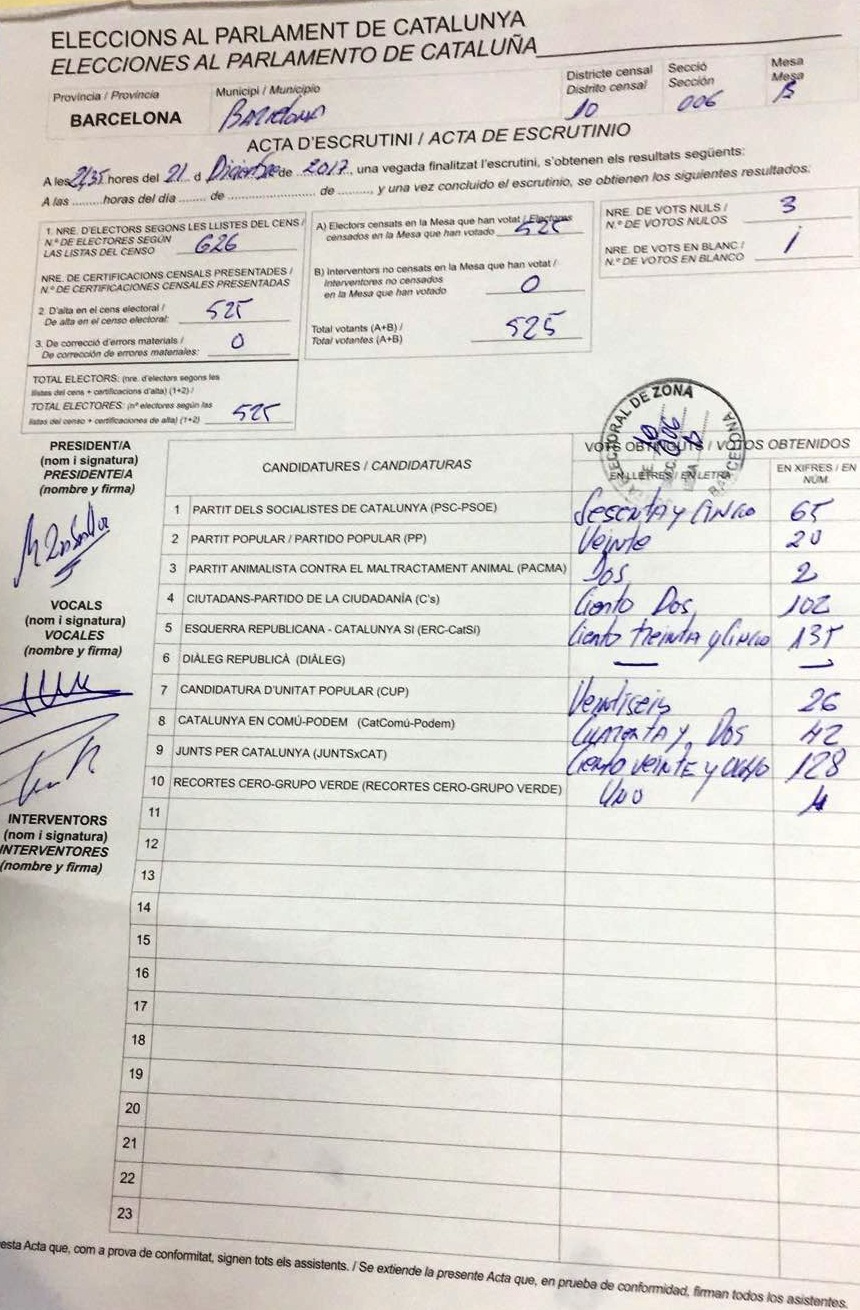 ELECCIONS AL PARLAMENT DE CATALUNYA
ELECCIONES AL PARLAMENTO DE CATALUÑA
Província / Provincia
BARCELONA
Municipi / Municipio
Barcelona
Districte censal
Distrito censal
10
Secció
Sección
006
Mesa
Mesa
B
ACTA D'ESCRUTINI / ACTA DE ESCRUTINIO
A les 21/35 hores del 21 d Diciembre de 2017, una vegada finalitzat l'escrutini, s'obtenen els resultats següents:
A las ......... horas del día ....... de ........................ de ........., y una vez concluido el escrutinio, se obtienen los siguientes resultados:
1. NRE. D'ELECTORS SEGONS LES LLISTES DEL CENS /
N.º DE ELECTORES SEGÚN
LAS LISTAS DEL CENSO 626
NRE. DE CERTIFICACIONS CENSALS PRESENTADES /
N.º DE CERTIFICACIONES CENSALES PRESENTADAS
2. D'alta en el cens electoral /
De alta en el censo electoral: 525
3. De correcció d'errors materials /
De corrección de errores materiales: 0
TOTAL ELECTORS: (nre. d'electors segons les
llistes del cens + certificacions d'alta) (1+2) /
TOTAL ELECTORES: (nº electores según las
listas del censo + certificaciones de alta) (1+2) 525
A) Electors censats en la Mesa que han votat / Electores
censados en la Mesa que han votado 525
B) Interventors no censats en la Mesa que han votat /
Interventores no censados
en la Mesa que han votado 0
Total votants (A+B) /
Total votantes (A+B) 525
NRE. DE VOTS NULS /
N.º DE VOTOS NULOS 3
NRE. DE VOTS EN BLANC /
N.º DE VOTOS EN BLANCO 1
ELECTORAL DE ZONA
BARCELONA
10
006
B
PRESIDENT/A
(nom i signatura)
PRESIDENTE/A
(nombre y firma)
VOCALS
(nom i signatura)
VOCALES
(nombre y firma)
INTERVENTORS
(nom i signatura)
INTERVENTORES
(nombre y firma)
CANDIDATURES / CANDIDATURAS
VOTS OBTINGUTS / VOTOS OBTENIDOS
EN LLETRES / EN LETRA
EN XIFRES / EN NÚM.
1 PARTIT DELS SOCIALISTES DE CATALUNYA (PSC-PSOE) Sesenta y cinco 65
2 PARTIT POPULAR / PARTIDO POPULAR (PP) Veinte 20
3 PARTIT ANIMALISTA CONTRA EL MALTRACTAMENT ANIMAL (PACMA) Dos 2
4 CIUTADANS-PARTIDO DE LA CIUDADANÍA (C's) Ciento Dos 102
5 ESQUERRA REPUBLICANA - CATALUNYA SI (ERC-CatSí) Ciento treinta y cinco 135
6 DIÀLEG REPUBLICÀ (DIÀLEG) — —
7 CANDIDATURA D'UNITAT POPULAR (CUP) Veintiseis 26
8 CATALUNYA EN COMÚ-PODEM (CatComú-Podem) Cuarenta y Dos 42
9 JUNTS PER CATALUNYA (JUNTSxCAT) Ciento veinte y ocho 128
10 RECORTES CERO-GRUPO VERDE (RECORTES CERO-GRUPO VERDE) Uno 1
11
12
13
14
15
16
17
18
19
20
21
22
23
esta Acta que, com a prova de conformitat, signen tots els assistents. / Se extiende la presente Acta que, en prueba de conformidad, firman todos los asistentes.